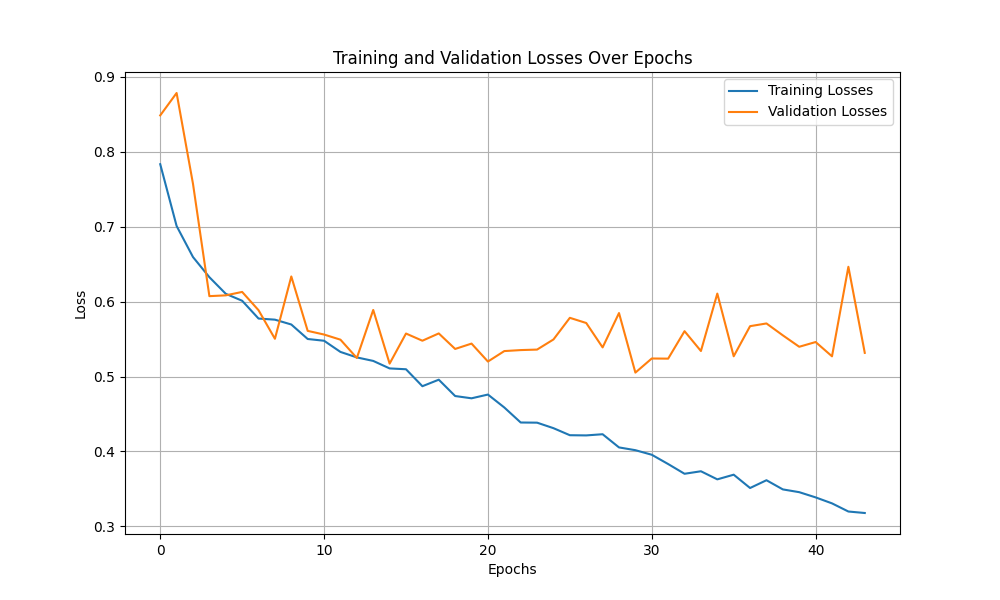 Training and Validation Losses Over Epochs
Training Losses
Validation Losses
Loss
0.9
0.8
0.7
0.6
0.5
0.4
0.3
0 10 20 30 40
Epochs